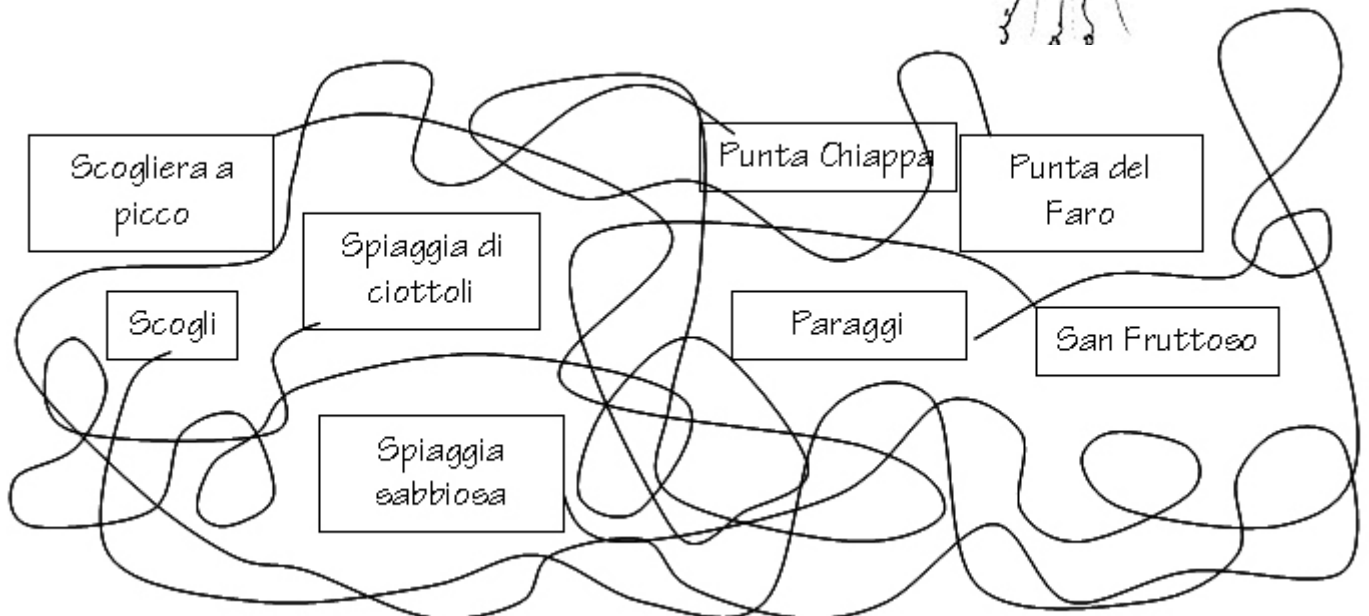 Scogliera a
picco
Spiaggia di
ciottoli
Scogli
Spiaggia
sabbiosa
Punta Chiappa
Punta del
Faro
Paraggi
San Fruttoso